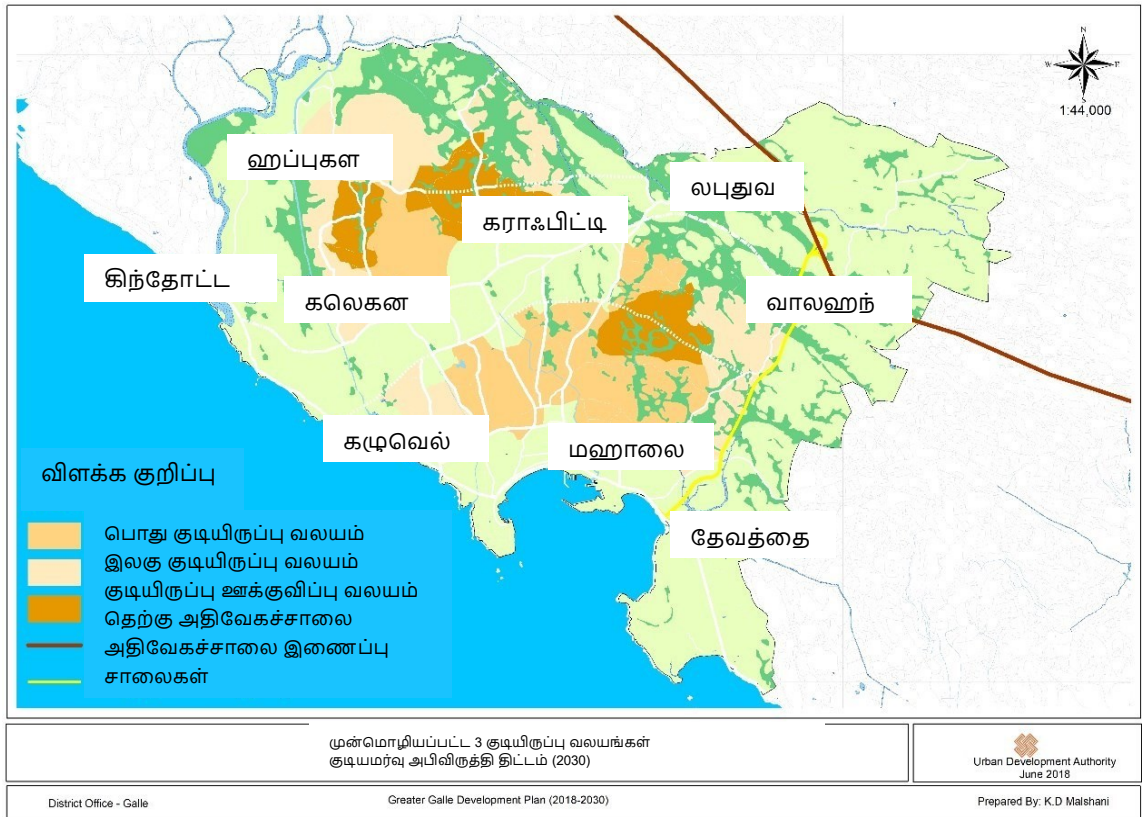 N
W
1:44,000
ஹப்புகள
லபுதுவ
கராஃபிட்டி
கிந்தோட்ட
கலெகன
வாலஹந்
கழுவெல்
மஹாலை
தேவத்தை
விளக்க குறிப்பு
பொது குடியிருப்பு வலயம்
இலகு குடியிருப்பு வலயம்
குடியிருப்பு ஊக்குவிப்பு வலயம்
தெற்கு அதிவேகச்சாலை
அதிவேகச்சாலை இணைப்பு
சாலைகள்
முன்மொழியப்பட்ட 3 குடியிருப்பு வலயங்கள்
குடியமர்வு அபிவிருத்தி திட்டம் (2030)
Urban Development Authority
June 2018
District Office - Galle
Greater Galle Development Plan (2018-2030)
Prepared By: K.D Malshani